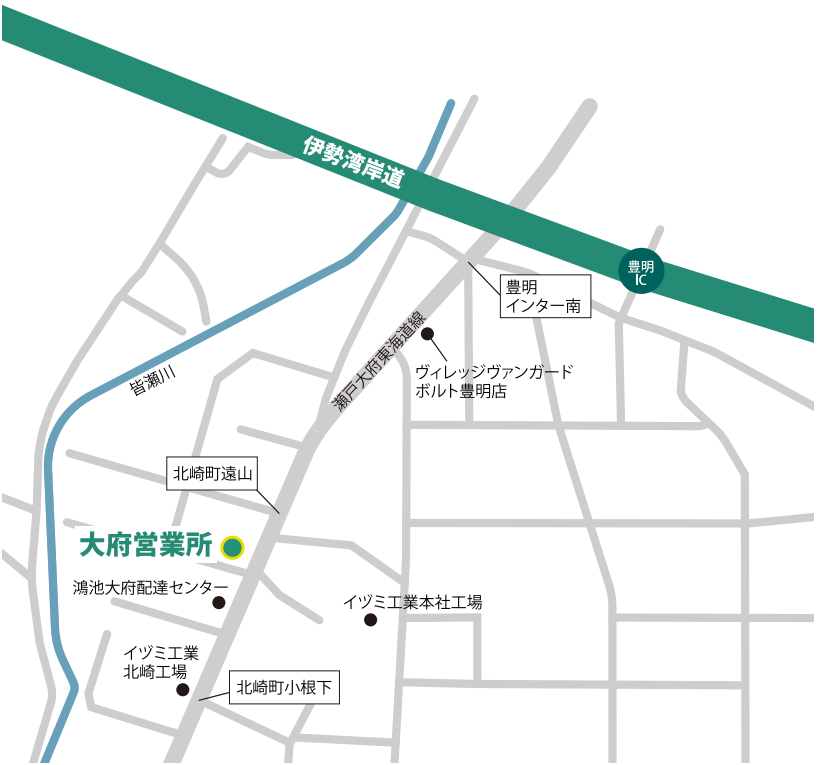 伊勢湾岸道
豊明
IC
豊明
インター南
瀬戸大府東海道線
ヴィレッジヴァンガード
ボルト豊明店
皆瀬川
北崎町遠山
大府営業所
鴻池大府配達センター
イヅミ工業本社工場
イヅミ工業
北崎工場
北崎町小根下